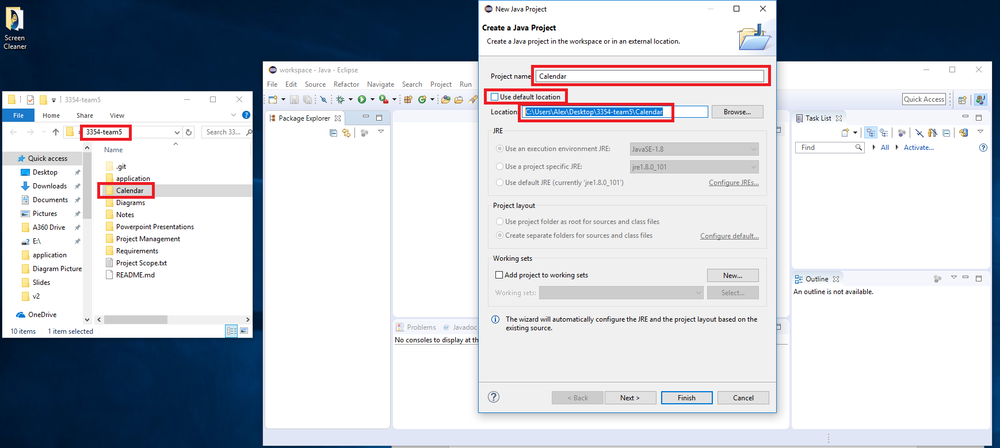 Screen
Cleaner
3354-team5
File
Home
Share
View
3354-team5
Search 33...
Quick access
Desktop
Downloads
Documents
Pictures
A360 Drive
E:\
application
Diagram Picture
Slides
v2
OneDrive
Name
.git
application
Calendar
Diagrams
Notes
Powerpoint Presentations
Project Management
Requirements
Project Scope.txt
README.md
10 items
1 item selected
workspace - Java - Eclipse
File Edit Source Refactor Navigate Search Project Run
Quick Access
Package Explorer
Problems @ Javadoc
No consoles to display at th
Task List
Find
All
Activate...
Outline
An outline is not available.
New Java Project
Create a Java Project
Create a Java project in the workspace or in an external location.
Project name
Calendar
Use default location
Location:
C:\Users\Alex\Desktop\3354-team5\Calendar
Browse...
JRE
Use an execution environment JRE:
JavaSE-1.8
Use a project specific JRE:
jre1.8.0_101
Use default JRE (currently 'jre1.8.0_101')
Configure JREs...
Project layout
Use project folder as root for sources and class files
Create separate folders for sources and class files
Configure default...
Working sets
Add project to working sets
New...
Working sets:
Select...
The wizard will automatically configure the JRE and the project layout based on the
existing source.
< Back
Next >
Finish
Cancel